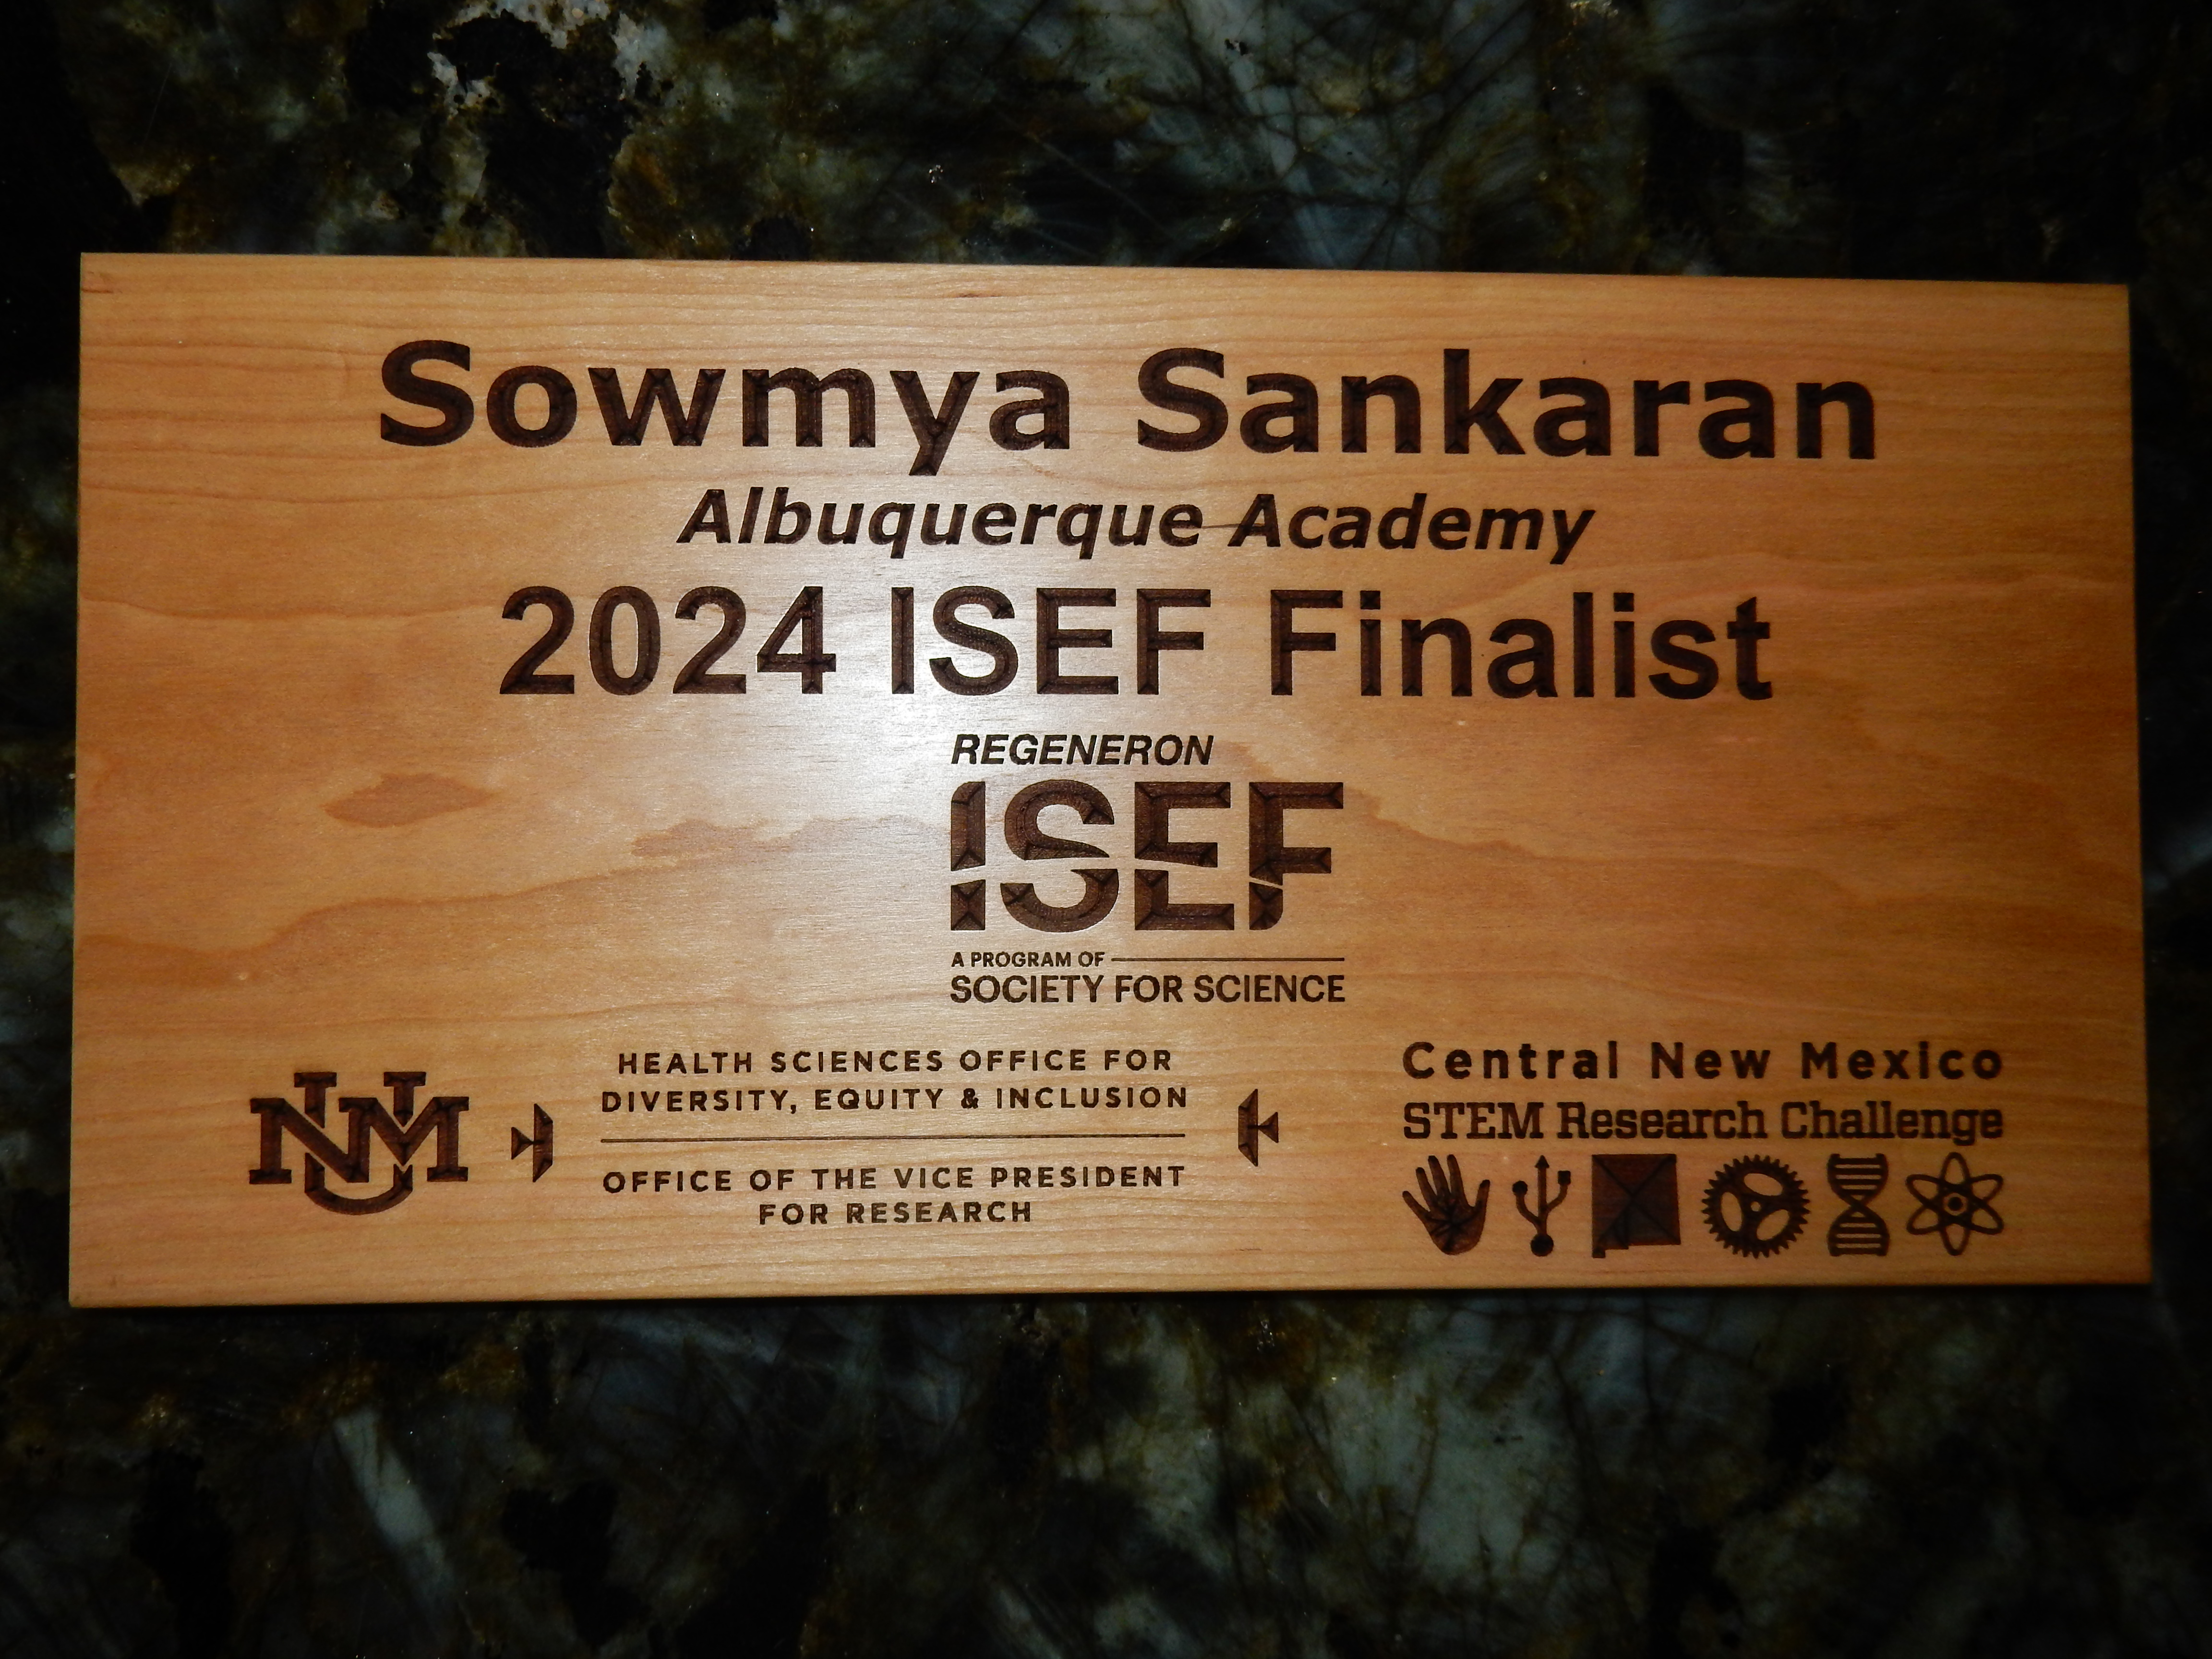 Sowmya Sankaran
Albuquerque Academy
2024 ISEF Finalist
REGENERON
ISEF
A PROGRAM OF
SOCIETY FOR SCIENCE
NM
U
HEALTH SCIENCES OFFICE FOR
DIVERSITY, EQUITY & INCLUSION
OFFICE OF THE VICE PRESIDENT
FOR RESEARCH
Central New Mexico
STEM Research Challenge